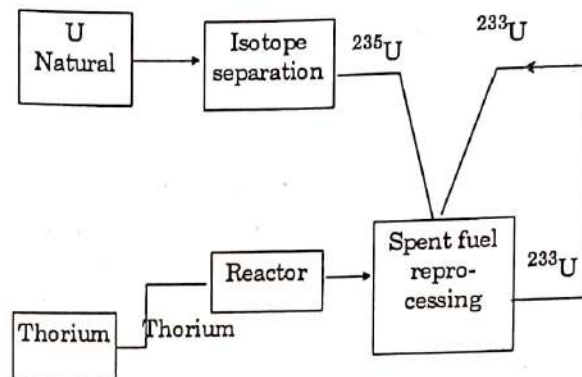 U
Natural
Isotope
separation
²³⁵U
²³³U
Reactor
Spent fuel
repro-
cessing
²³³U
Thorium
Thorium